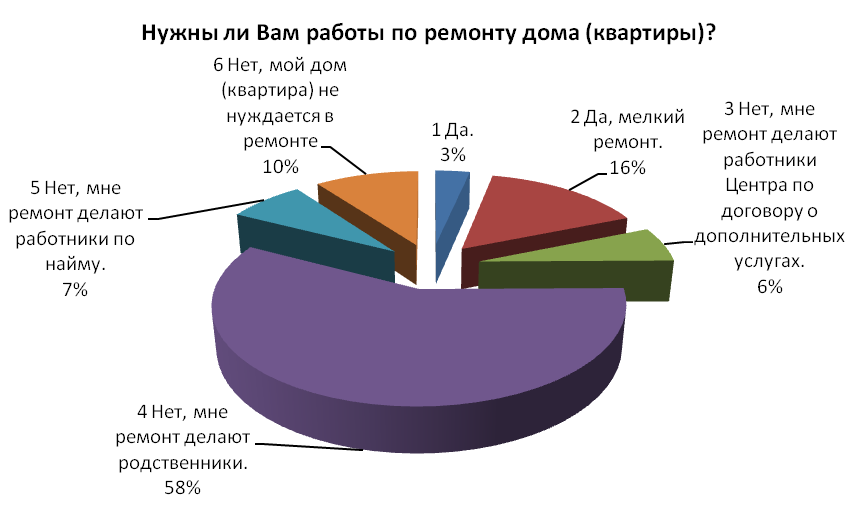 Нужны ли Вам работы по ремонту дома (квартиры)?
1 Да.
3%
2 Да, мелкий
ремонт.
16%
3 Нет, мне
ремонт делают
работники
Центра по
договору о
дополнительных
услугах.
6%
4 Нет, мне
ремонт делают
родственники.
58%
5 Нет, мне
ремонт делают
работники по
найму.
7%
6 Нет, мой дом
(квартира) не
нуждается в
ремонте
10%